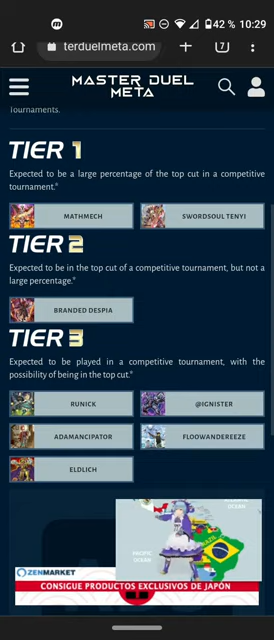 42 % 10:29
terduelmeta.com
7
MASTER DUEL
META
Tournaments.
TIER 1
Expected to be a large percentage of the top cut in a competitive
tournament.*
MATHMECH
SWORDSOUL TENYI
TIER 2
Expected to be in the top cut of a competitive tournament, but not a
large percentage.*
BRANDED DESPIA
TIER 3
Expected to be played in a competitive tournament, with the
possibility of being in the top cut.*
RUNICK
@IGNISTER
ADAMANCIPATOR
FLOOWANDEREEZE
ELDLICH
OCEAN
OCEAN
PACIFIC
OCEAN
ZENMARKET
CONSIGUE PRODUCTOS EXCLUSIVOS DE JAPÓN